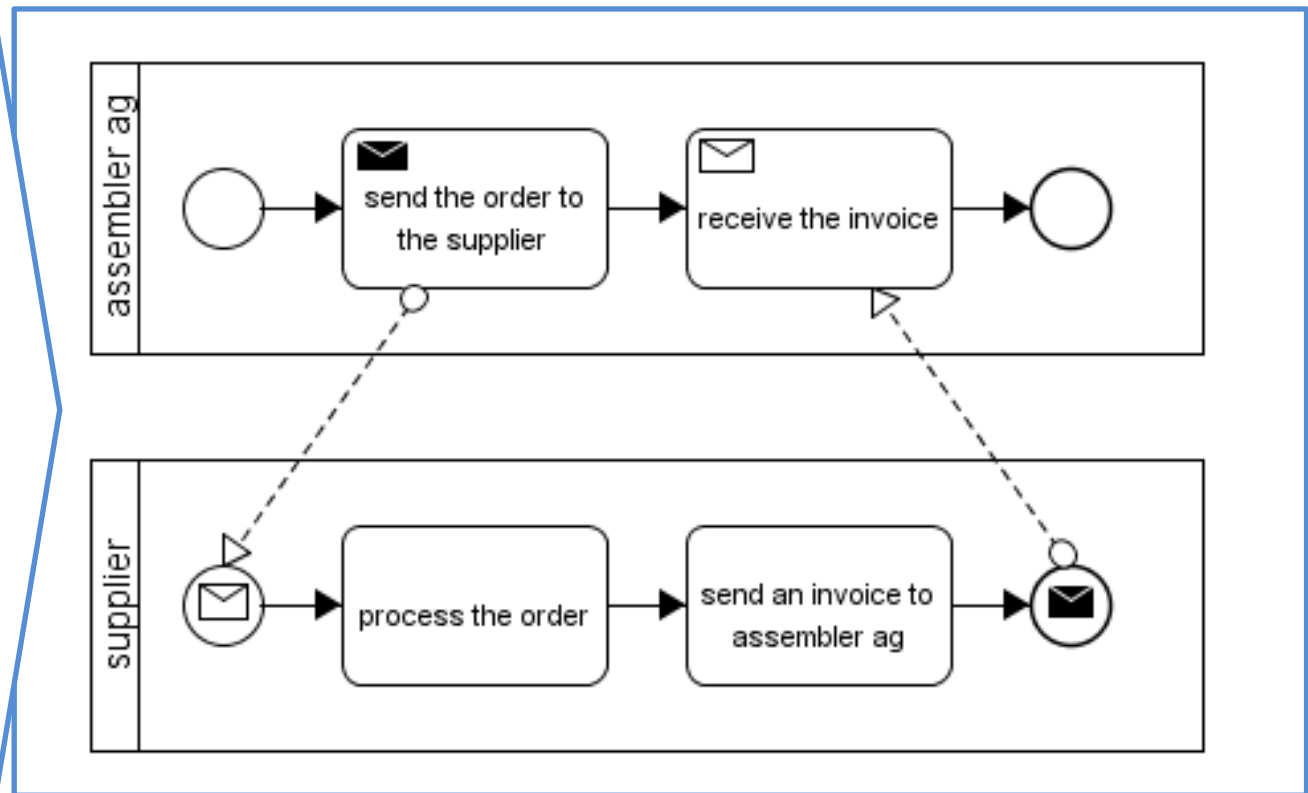 assembler ag
send the order to
the supplier
receive the invoice
supplier
process the order
send an invoice to
assembler ag